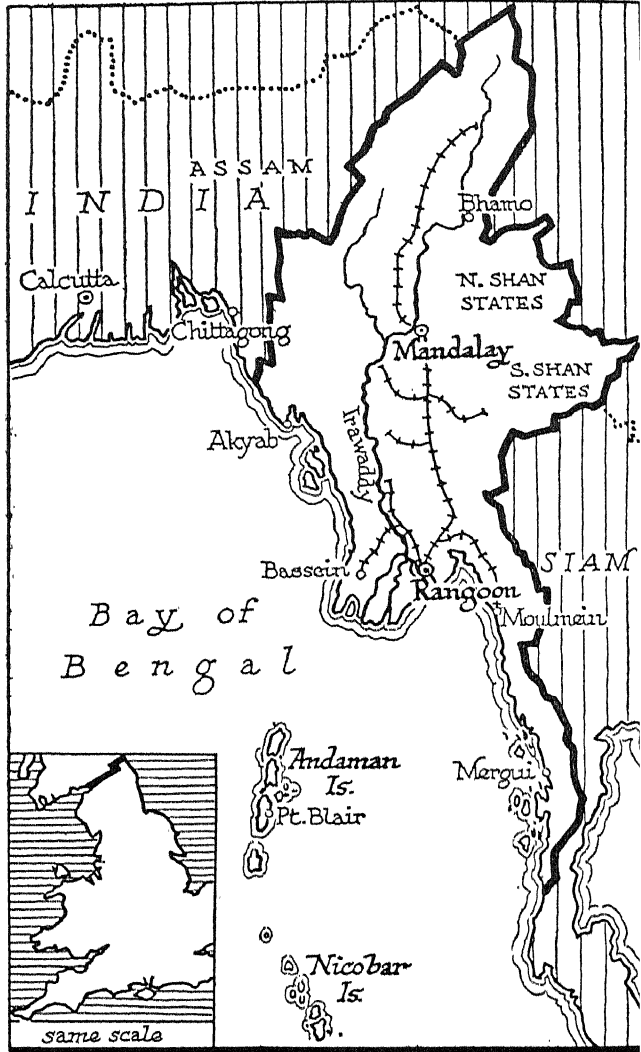 ASSAM
INDIA
Bhamo
Calcutta
N. SHAN
STATES
Chittagong
Mandalay
S. SHAN
STATES
Akyab
Irawaddy
SIAM
Bassein
Rangoon
Moulmein
Bay of
Bengal
Andaman
Is.
Mergui
Pt. Blair
Nicobar
Is.
same scale